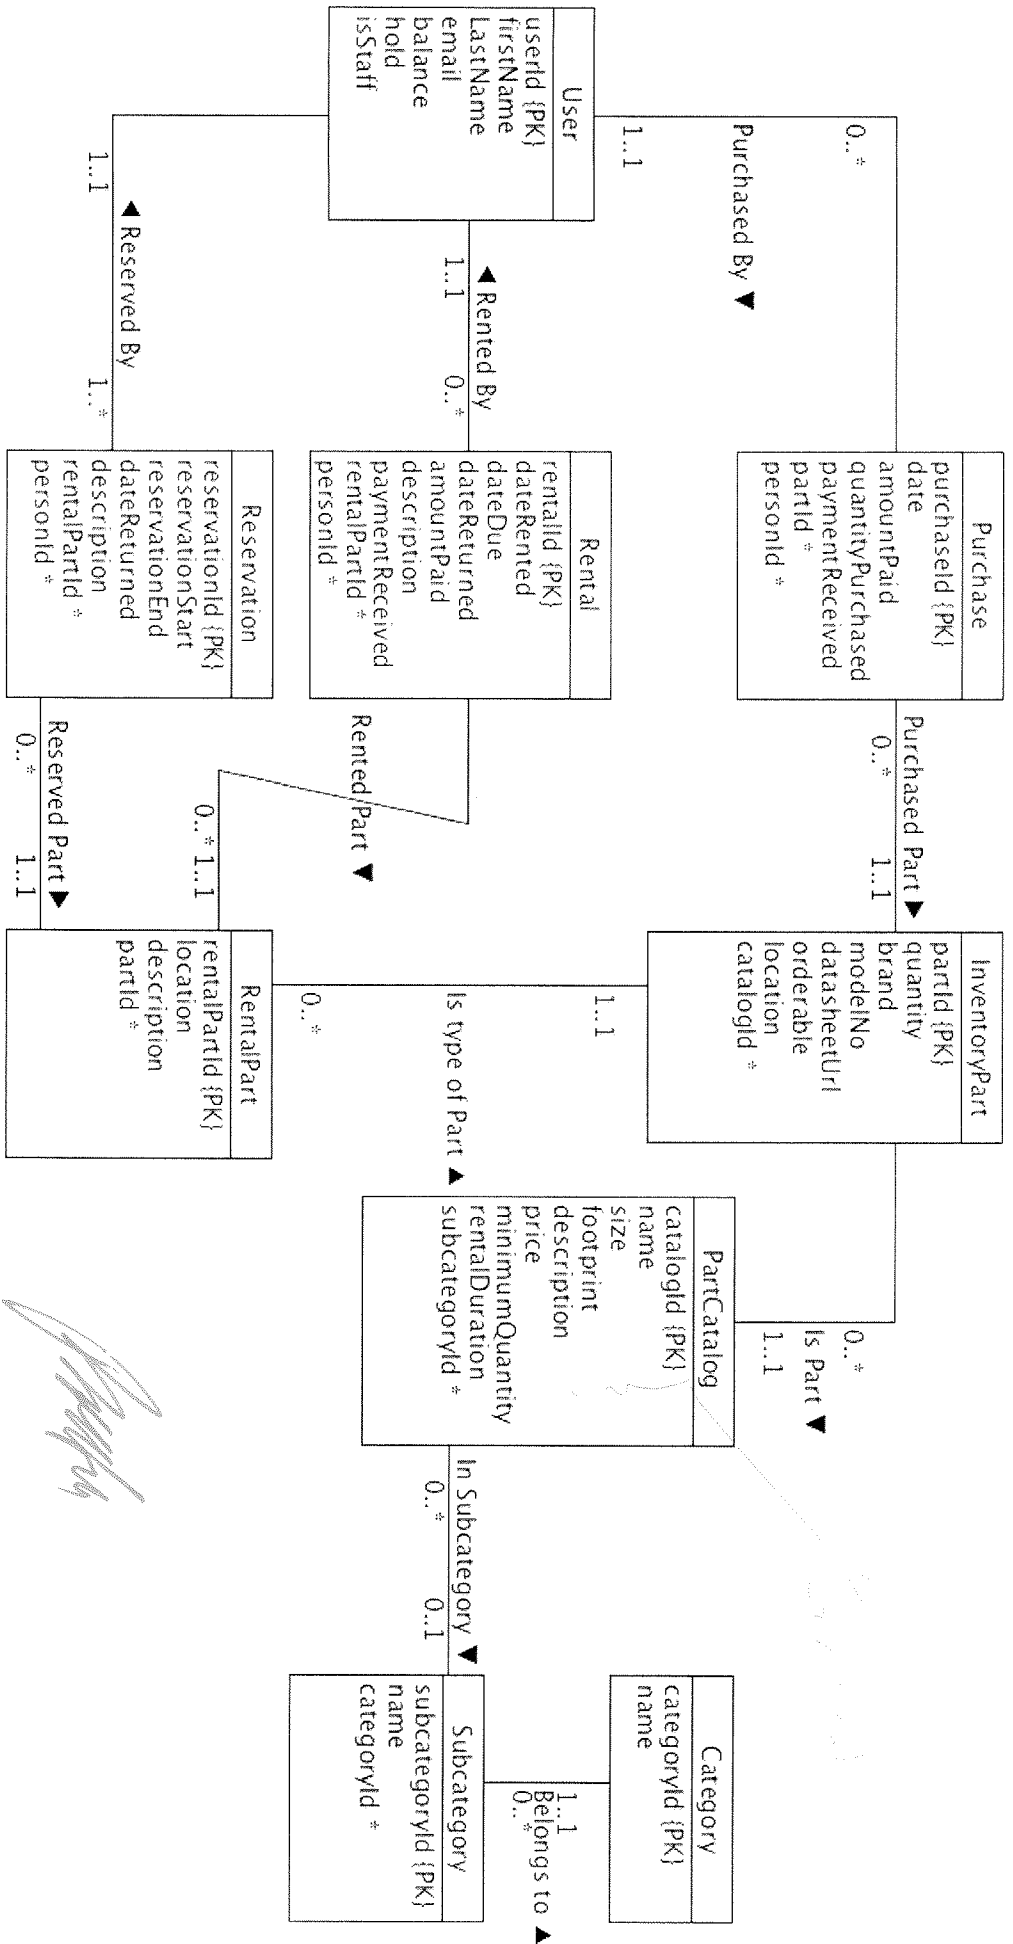 User
userId {PK}
firstName
LastName
email
balance
hold
isStaff
0..*
Purchased By ▼
1..1
1..1
◀ Rented By
0..*
1..1
◀ Reserved By
1..*
Purchase
purchaseId {PK}
date
amountPaid
quantityPurchased
paymentReceived
partId *
personId *
Rental
rentalId {PK}
dateRented
dateDue
dateReturned
amountPaid
description
paymentReceived
rentalPartId *
personId *
Reservation
reservationId {PK}
reservationStart
reservationEnd
dateReturned
description
rentalPartId *
personId *
Purchased Part ▶
0..*
1..1
Rented Part ▼
0..*
1..1
Reserved Part ▶
0..*
1..1
InventoryPart
partId {PK}
quantity
brand
modelNo
datasheetUrl
orderable
location
catalogId *
1..1
Is type of Part ▲
0..*
RentalPart
rentalPartId {PK}
location
description
partId *
0..*
Is Part ▼
1..1
PartCatalog
catalogId {PK}
name
size
footprint
description
price
minimumQuantity
rentalDuration
subcategoryId *
In Subcategory ▶
0..*
0..1
Category
categoryId {PK}
name
1..1
Belongs to ▲
0..*
Subcategory
subcategoryId {PK}
name
categoryId *